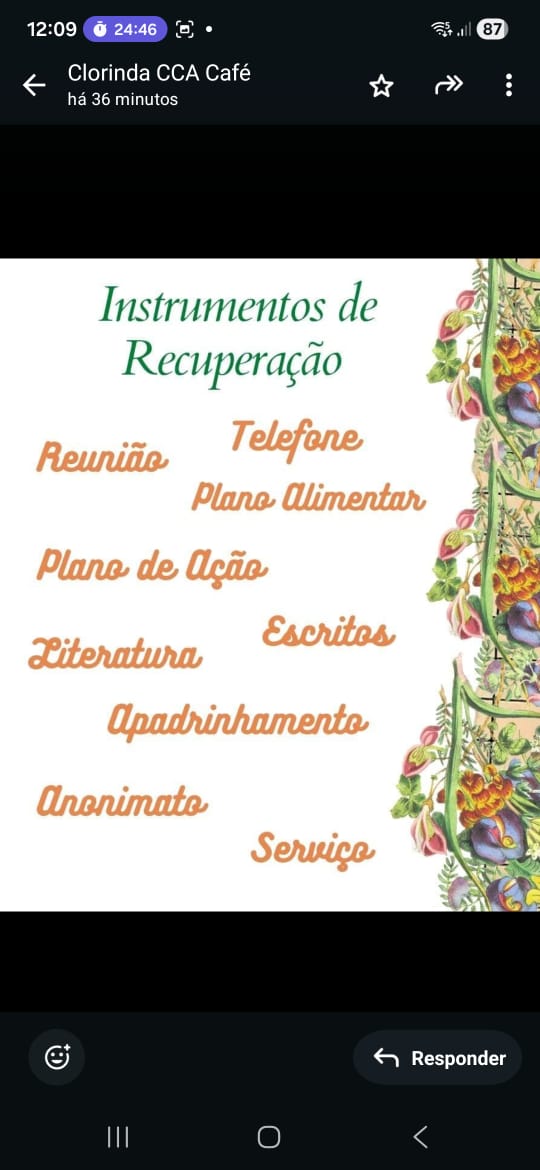 12:09 24:46 87
Clorinda CCA Café
há 36 minutos
Instrumentos de
Recuperação
Telefone
Reunião
Plano Alimentar
Plano de Ação
Escritos
Literatura
Apadrinhamento
Anonimato
Serviço
Responder